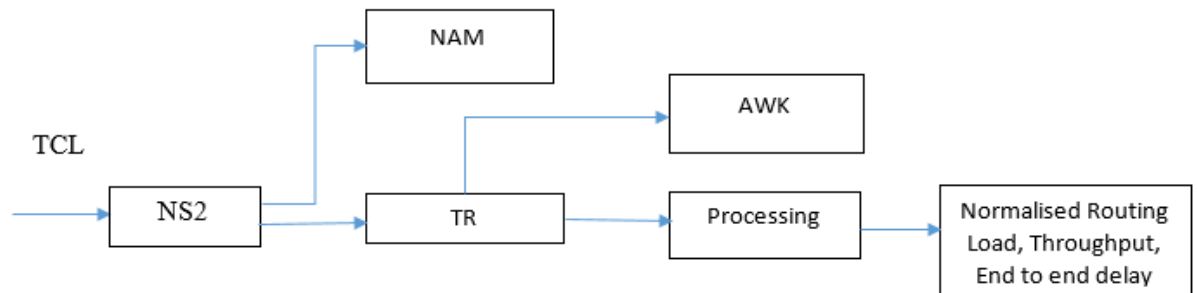 NAM
AWK
TCL
NS2
TR
Processing
Normalised Routing
Load, Throughput,
End to end delay